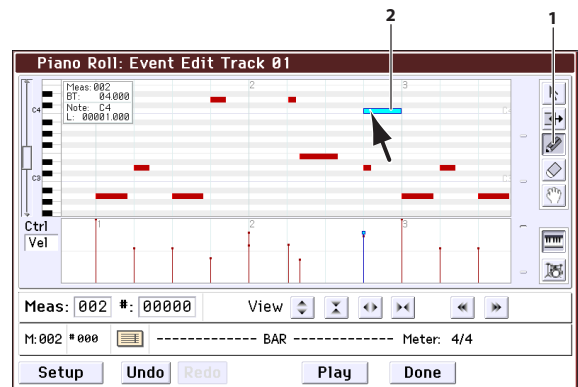 2
1
Piano Roll: Event Edit Track 01
Meas: 002
BT: 04.000
Note: C4
L: 00001.000
2
3
C4
C3
Ctrl
Vel
1
2
3
Meas: 002 #: 00000 View
M:002 #000 ---------------- BAR ---------------- Meter: 4/4
Setup Undo Redo Play Done